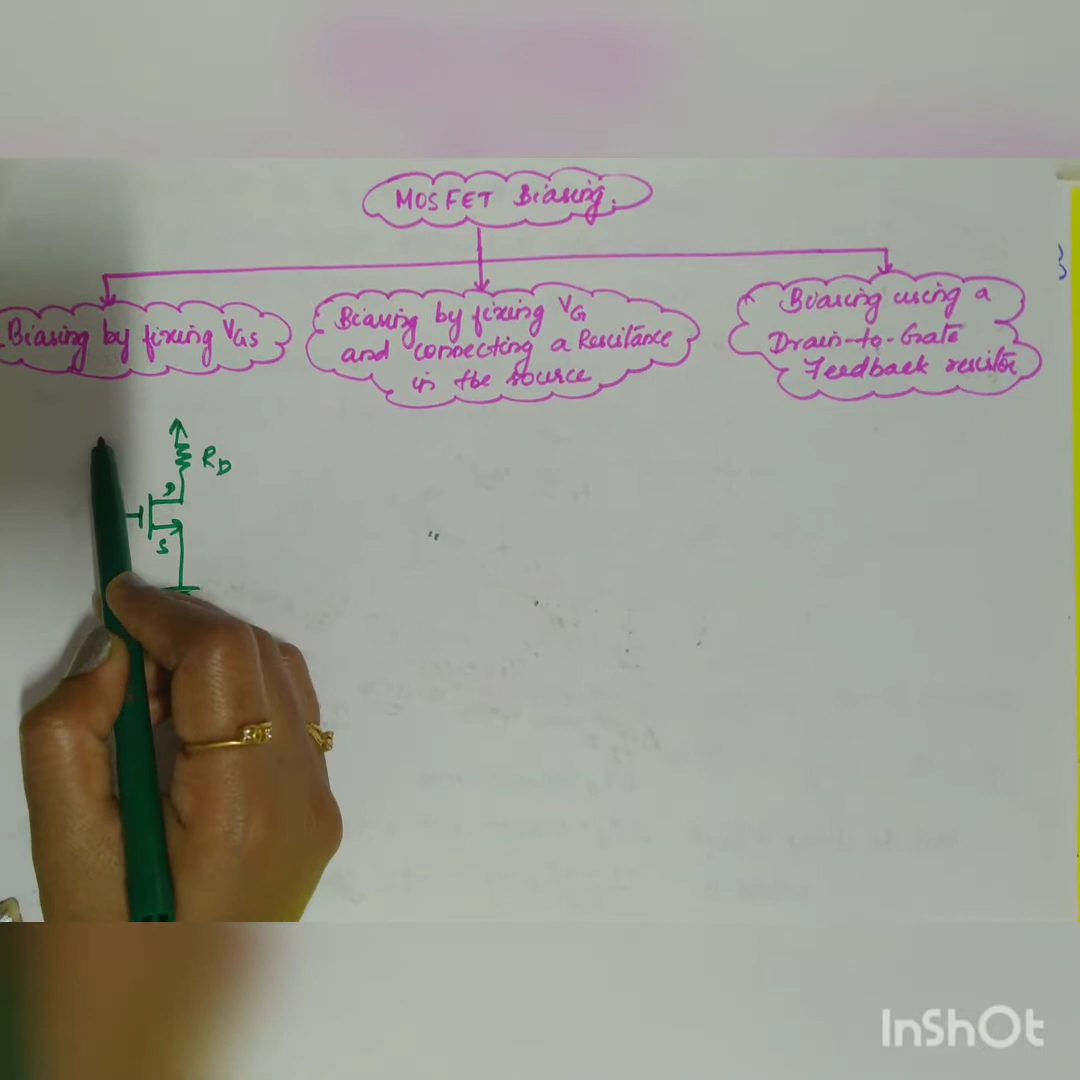 MOSFET Biasing.
Biasing by fixing VGS
Biasing by fixing VG
and connecting a Resistance
in the source
Biasing using a
Drain-to-Gate
Feedback resistor
RD
D
S
InShOt